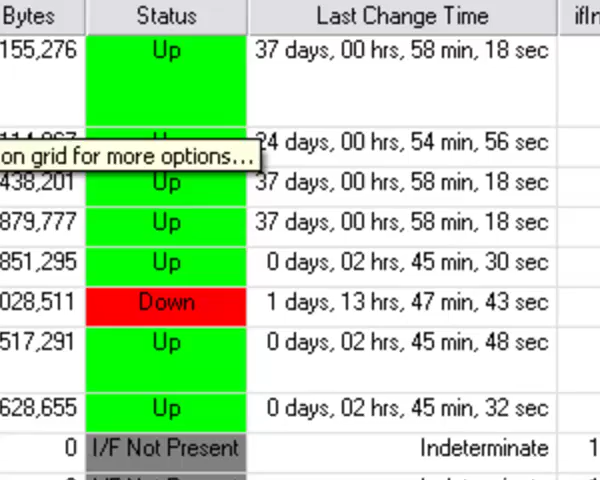 Bytes Status Last Change Time ifIn
155,276 Up 37 days, 00 hrs, 58 min, 18 sec
24 days, 00 hrs, 54 min, 56 sec
on grid for more options...
438,201 Up 37 days, 00 hrs, 58 min, 18 sec
879,777 Up 37 days, 00 hrs, 58 min, 18 sec
851,295 Up 0 days, 02 hrs, 45 min, 30 sec
028,511 Down 1 days, 13 hrs, 47 min, 43 sec
517,291 Up 0 days, 02 hrs, 45 min, 48 sec
628,655 Up 0 days, 02 hrs, 45 min, 32 sec
0 I/F Not Present Indeterminate 1